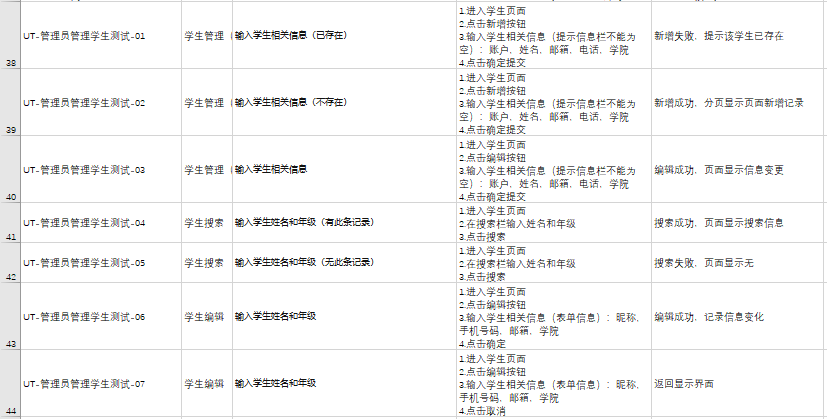 38
UT-管理员管理学生测试-01
学生管理（
输入学生相关信息（已存在）
1.进入学生页面
2.点击新增按钮
3.输入学生相关信息（提示信息栏不能为
空）：账户，姓名，邮箱，电话，学院
4.点击确定提交
新增失败，提示该学生已存在
39
UT-管理员管理学生测试-02
学生管理（
输入学生相关信息（不存在）
1.进入学生页面
2.点击新增按钮
3.输入学生相关信息（提示信息栏不能为
空）：账户，姓名，邮箱，电话，学院
4.点击确定提交
新增成功，分页显示页面新增记录
40
UT-管理员管理学生测试-03
学生管理（
输入学生相关信息
1.进入学生页面
2.点击编辑按钮
3.输入学生相关信息（提示信息栏不能为
空）：账户，姓名，邮箱，电话，学院
4.点击确定提交
编辑成功，页面显示信息变更
41
UT-管理员管理学生测试-04
学生搜索
输入学生姓名和年级（有此条记录）
1.进入学生页面
2.在搜索栏输入姓名和年级
3.点击搜索
搜索成功，页面显示搜索信息
42
UT-管理员管理学生测试-05
学生搜索
输入学生姓名和年级（无此条记录）
1.进入学生页面
2.在搜索栏输入姓名和年级
3.点击搜索
搜索失败，页面显示无
43
UT-管理员管理学生测试-06
学生编辑
输入学生姓名和年级
1.进入学生页面
2.点击编辑按钮
3.输入学生相关信息（表单信息）：昵称，
手机号码，邮箱，学院
4.点击确定
编辑成功，记录信息变化
44
UT-管理员管理学生测试-07
学生编辑
输入学生姓名和年级
1.进入学生页面
2.点击编辑按钮
3.输入学生相关信息（表单信息）：昵称，
手机号码，邮箱，学院
4.点击取消
返回显示界面